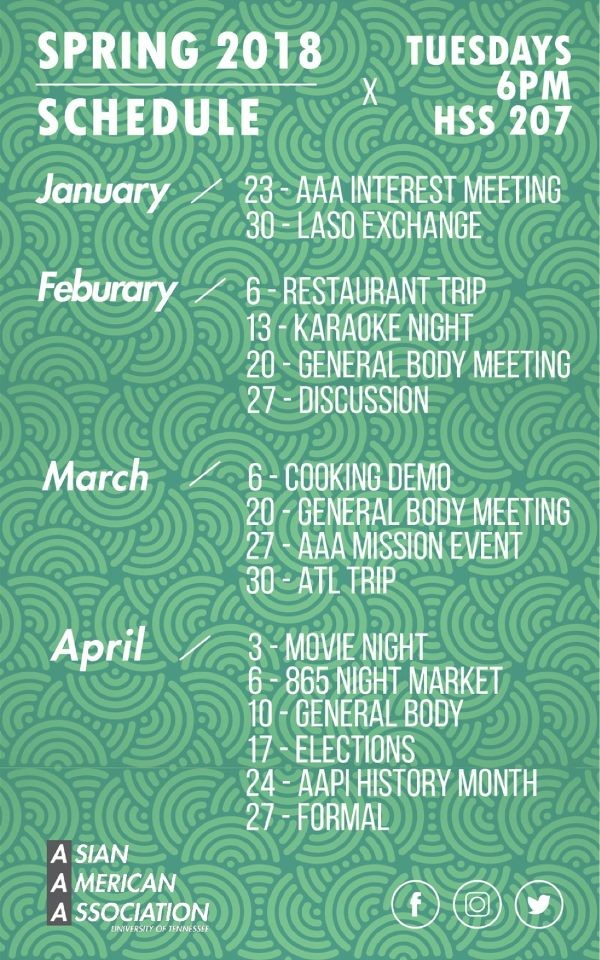 SPRING 2018
SCHEDULE
X
TUESDAYS
6PM
HSS 207
January / 23 - AAA INTEREST MEETING
30 - LASO EXCHANGE
Feburary / 6 - RESTAURANT TRIP
13 - KARAOKE NIGHT
20 - GENERAL BODY MEETING
27 - DISCUSSION
March / 6 - COOKING DEMO
20 - GENERAL BODY MEETING
27 - AAA MISSION EVENT
30 - ATL TRIP
April / 3 - MOVIE NIGHT
6 - 865 NIGHT MARKET
10 - GENERAL BODY
17 - ELECTIONS
24 - AAPI HISTORY MONTH
27 - FORMAL
ASIAN
AMERICAN
ASSOCIATION
UNIVERSITY OF TENNESSEE